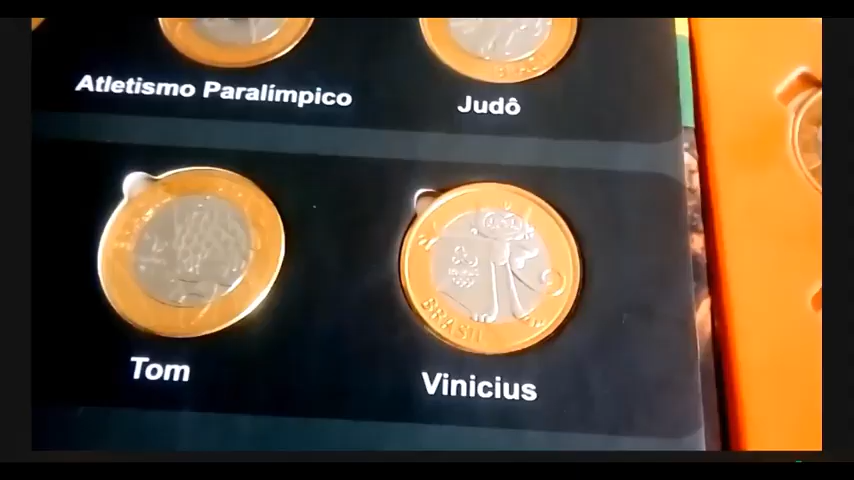 Atletismo Paralímpico
Judô
Tom
BRASIL
Vinicius